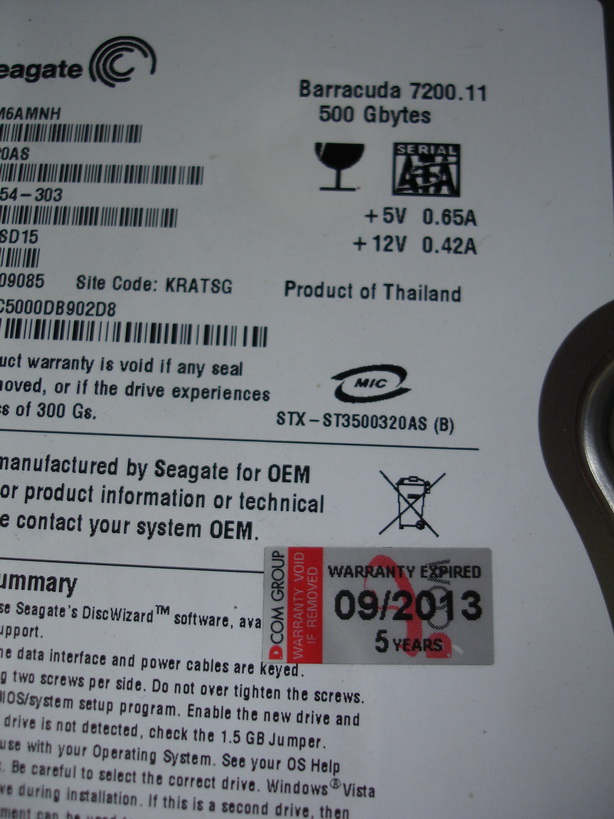 eagate
Barracuda 7200.11
500 Gbytes
M6AMNH
0AS
SERIAL
ATA
54-303
+5V 0.65A
SD15
+12V 0.42A
09085 Site Code: KRATSG
Product of Thailand
C5000DB902D8
uct warranty is void if any seal
moved, or if the drive experiences
s of 300 Gs.
MIC
STX-ST3500320AS (B)
manufactured by Seagate for OEM
or product information or technical
e contact your system OEM.
DCOM GROUP
WARRANTY VOID
IF REMOVED
WARRANTY EXPIRED
09/2013
5 YEARS
ummary
se Seagate's DiscWizard™ software, ava
upport.
he data interface and power cables are keyed.
g two screws per side. Do not over tighten the screws.
BIOS/system setup program. Enable the new drive and
drive is not detected, check the 1.5 GB Jumper.
use with your Operating System. See your OS Help
. Be careful to select the correct drive. Windows® Vista
ve during installation. If this is a second drive, then